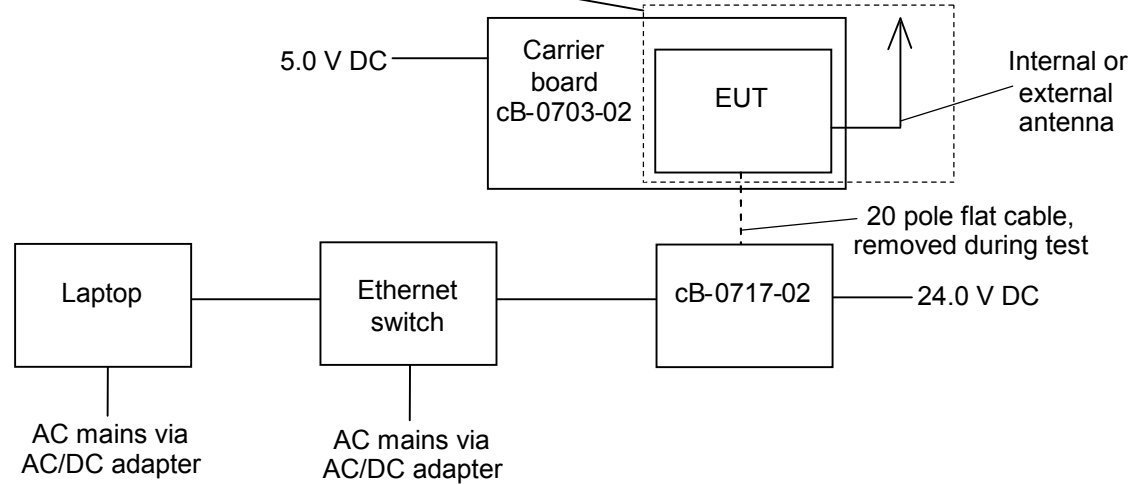 5.0 V DC
Carrier
board
cB-0703-02
EUT
Internal or
external
antenna
20 pole flat cable,
removed during test
Laptop
Ethernet
switch
cB-0717-02
24.0 V DC
AC mains via
AC/DC adapter
AC mains via
AC/DC adapter